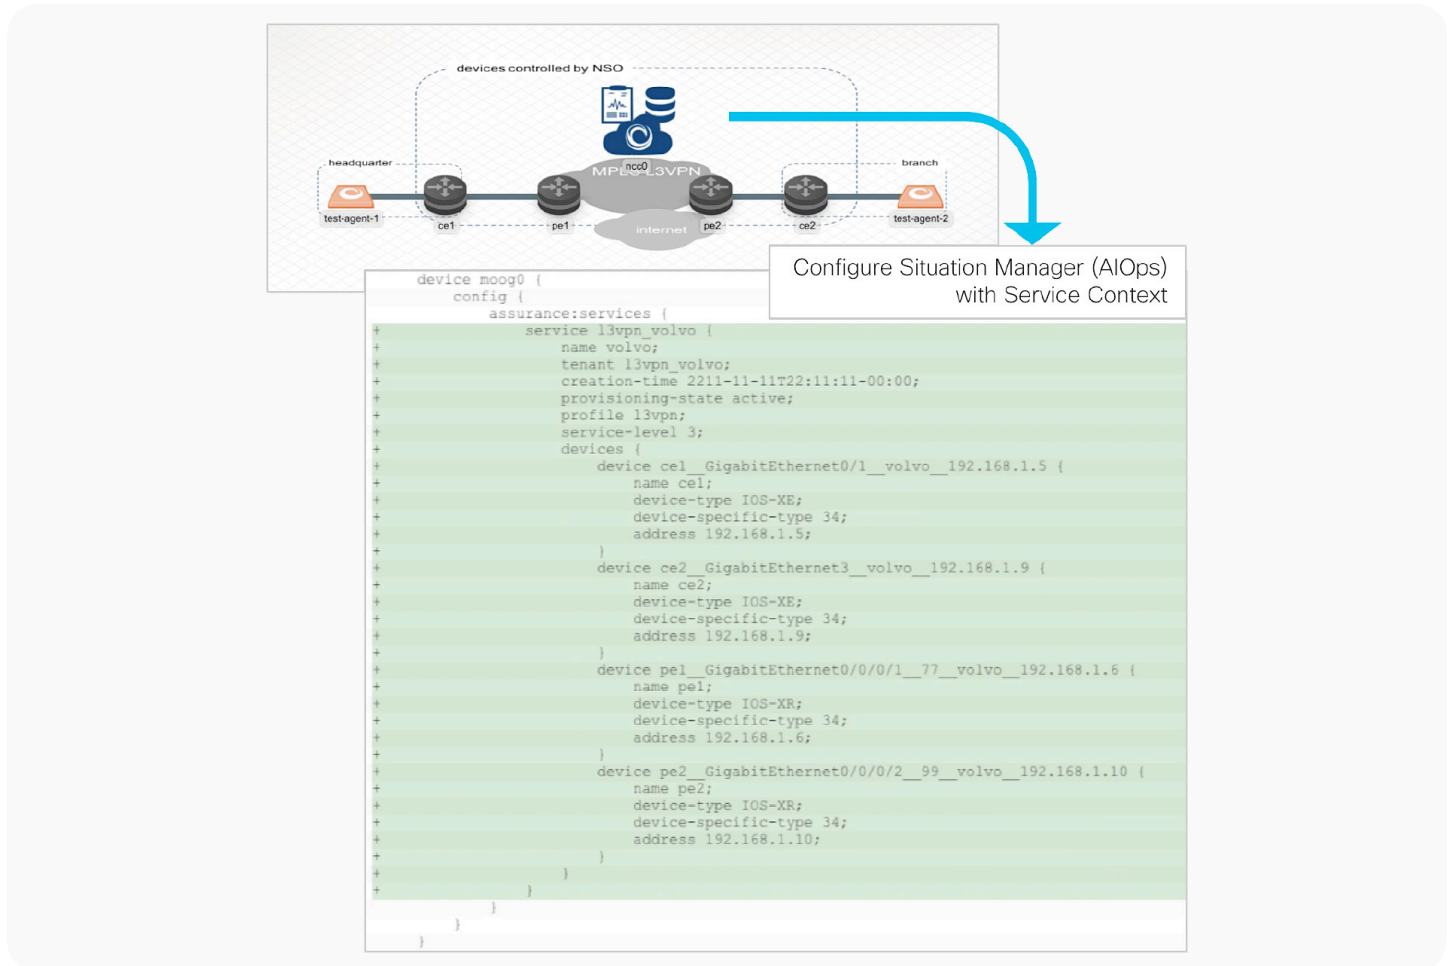 devices controlled by NSO
headquarter
branch
ncc0
MPLS-L3VPN
test-agent-1
test-agent-2
ce1
pe1
internet
pe2
ce2
Configure Situation Manager (AIOps)
with Service Context
device moog0 {
config {
assurance:services {
+ service l3vpn_volvo {
+ name volvo;
+ tenant l3vpn_volvo;
+ creation-time 2211-11-11T22:11:11-00:00;
+ provisioning-state active;
+ profile l3vpn;
+ service-level 3;
+ devices {
+ device ce1__GigabitEthernet0/1__volvo__192.168.1.5 {
+ name ce1;
+ device-type IOS-XE;
+ device-specific-type 34;
+ address 192.168.1.5;
+ }
+ device ce2__GigabitEthernet3__volvo__192.168.1.9 {
+ name ce2;
+ device-type IOS-XE;
+ device-specific-type 34;
+ address 192.168.1.9;
+ }
+ device pe1__GigabitEthernet0/0/0/1__77__volvo__192.168.1.6 {
+ name pe1;
+ device-type IOS-XR;
+ device-specific-type 34;
+ address 192.168.1.6;
+ }
+ device pe2__GigabitEthernet0/0/0/2__99__volvo__192.168.1.10 {
+ name pe2;
+ device-type IOS-XR;
+ device-specific-type 34;
+ address 192.168.1.10;
+ }
+ }
+ }
}
}
}